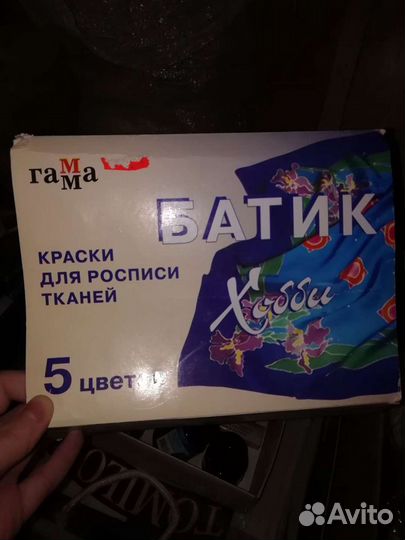 гамма
БАТИК
КРАСКИ
ДЛЯ РОСПИСИ
ТКАНЕЙ
Хобби
5 цветов
Avito